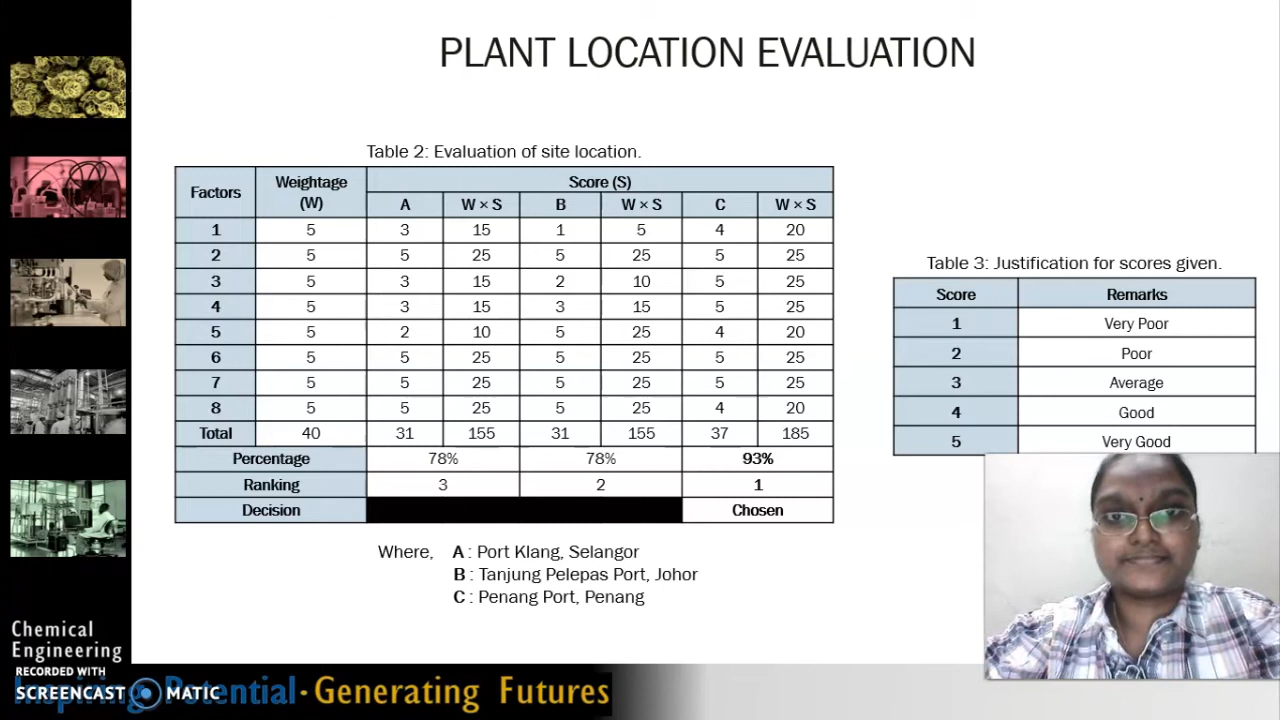 PLANT LOCATION EVALUATION
Table 2: Evaluation of site location.
Factors Weightage (W) Score (S)
A W × S B W × S C W × S
1 5 3 15 1 5 4 20
2 5 5 25 5 25 5 25
3 5 3 15 2 10 5 25
4 5 3 15 3 15 5 25
5 5 2 10 5 25 4 20
6 5 5 25 5 25 5 25
7 5 5 25 5 25 5 25
8 5 5 25 5 25 4 20
Total 40 31 155 31 155 37 185
Percentage 78% 78% 93%
Ranking 3 2 1
Decision Chosen
Where, A : Port Klang, Selangor
B : Tanjung Pelepas Port, Johor
C : Penang Port, Penang
Table 3: Justification for scores given.
Score Remarks
1 Very Poor
2 Poor
3 Average
4 Good
5 Very Good
Chemical
Engineering
RECORDED WITH
SCREENCAST MATIC
Inspiring Potential · Generating Futures